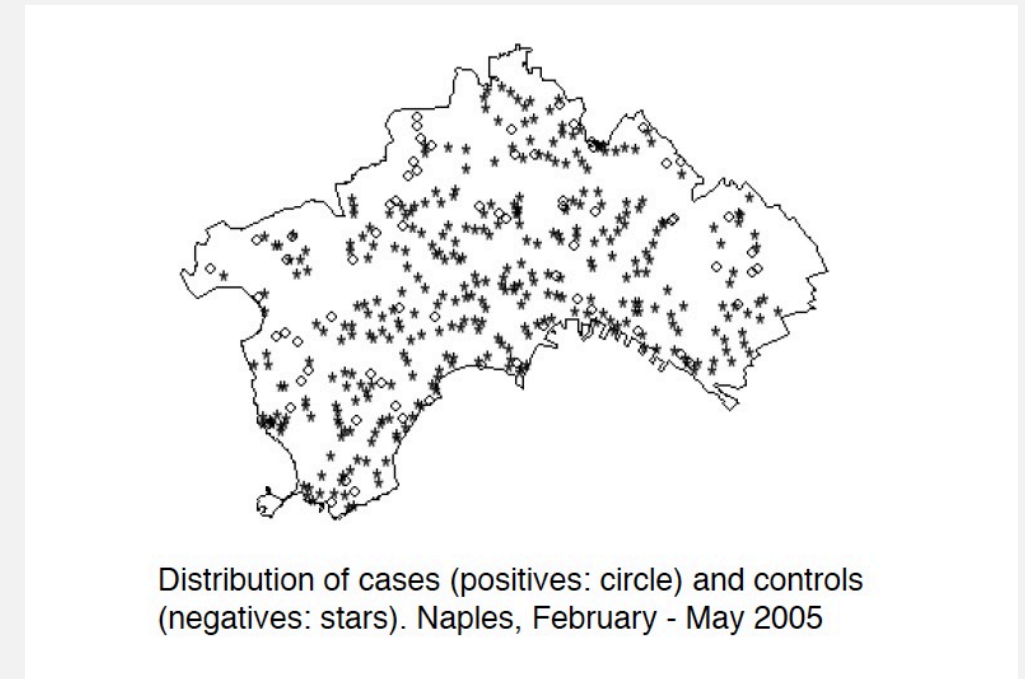 Distribution of cases (positives: circle) and controls
(negatives: stars). Naples, February - May 2005